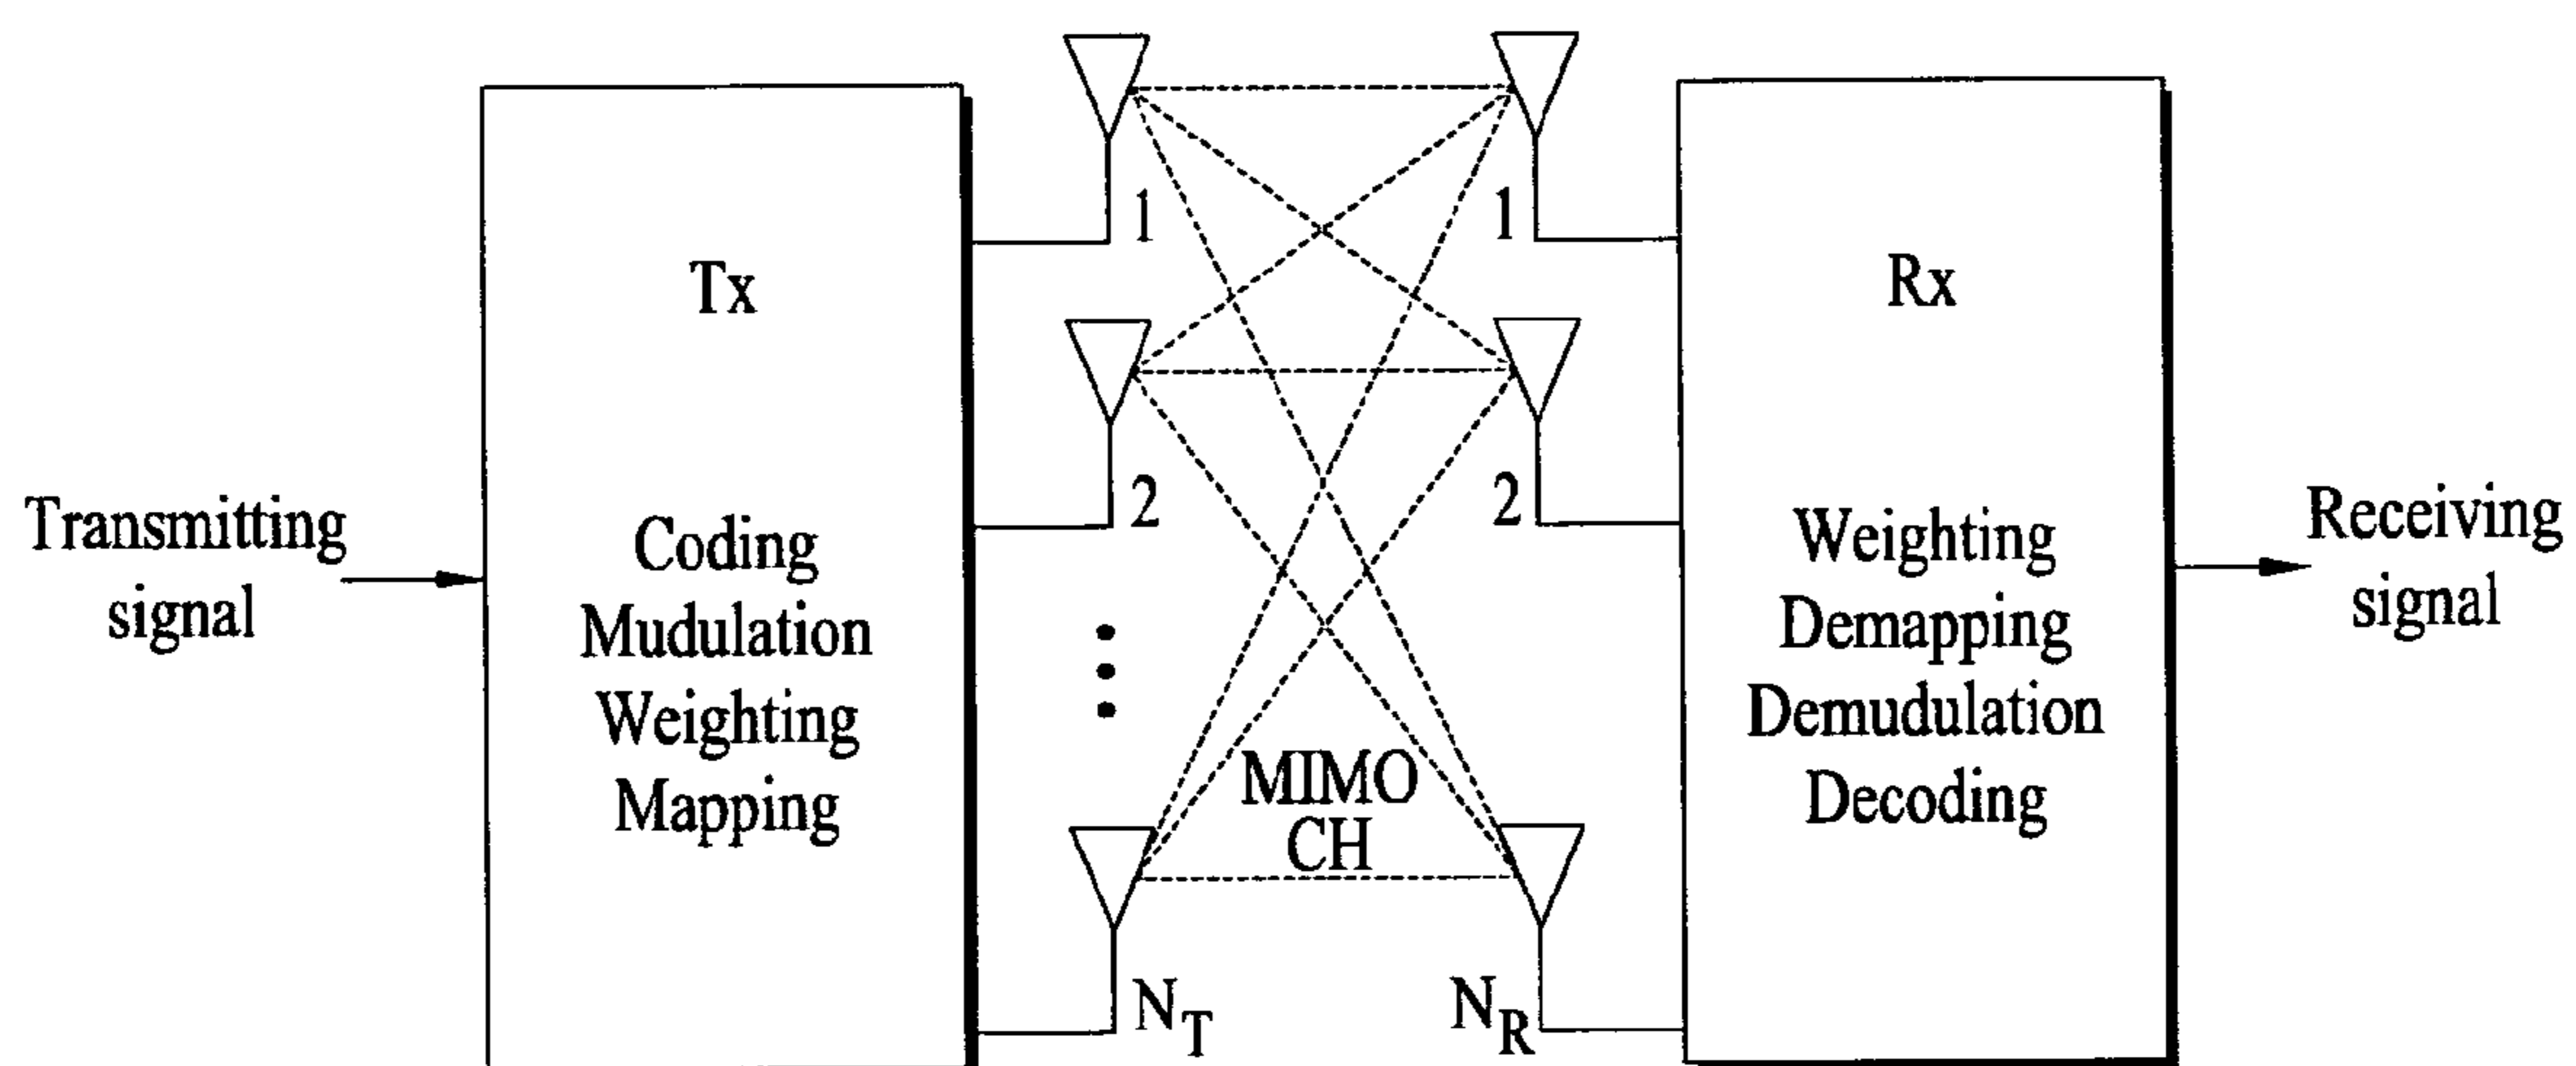 Transmitting
signal
Tx
Coding
Mudulation
Weighting
Mapping
1
2
N_T
MIMO
CH
1
2
N_R
Rx
Weighting
Demapping
Demudulation
Decoding
Receiving
signal